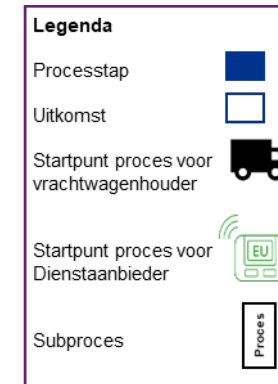 Legenda
Processtap
Uitkomst
Startpunt proces voor
vrachtwagenhouder
Startpunt proces voor
Dienstaanbieder
EU
Subproces
Proces